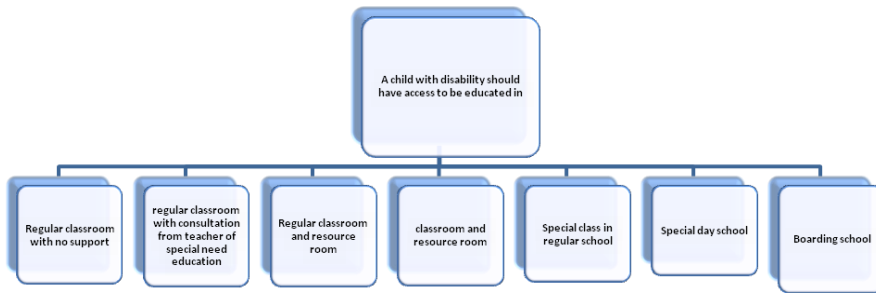 A child with disability should
have access to be educated in
Regular classroom
with no support
regular classroom
with consultation
from teacher of
special need
education
Regular classroom
and resource
room
classroom and
resource room
Special class in
regular school
Special day school
Boarding school